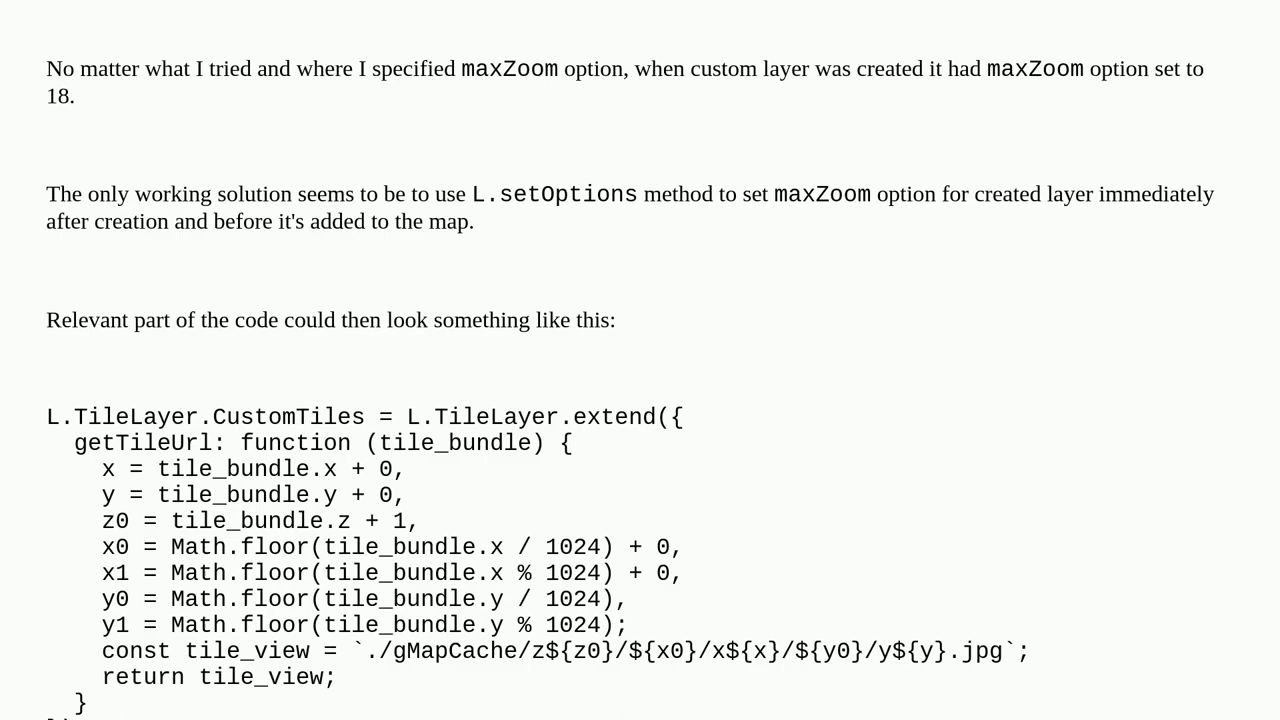 No matter what I tried and where I specified maxZoom option, when custom layer was created it had maxZoom option set to
18.
The only working solution seems to be to use L.setOptions method to set maxZoom option for created layer immediately
after creation and before it's added to the map.
Relevant part of the code could then look something like this:
L.TileLayer.CustomTiles = L.TileLayer.extend({
  getTileUrl: function (tile_bundle) {
    x = tile_bundle.x + 0,
    y = tile_bundle.y + 0,
    z0 = tile_bundle.z + 1,
    x0 = Math.floor(tile_bundle.x / 1024) + 0,
    x1 = Math.floor(tile_bundle.x % 1024) + 0,
    y0 = Math.floor(tile_bundle.y / 1024),
    y1 = Math.floor(tile_bundle.y % 1024);
    const tile_view = `./gMapCache/z${z0}/${x0}/x${x}/${y0}/y${y}.jpg`;
    return tile_view;
  }